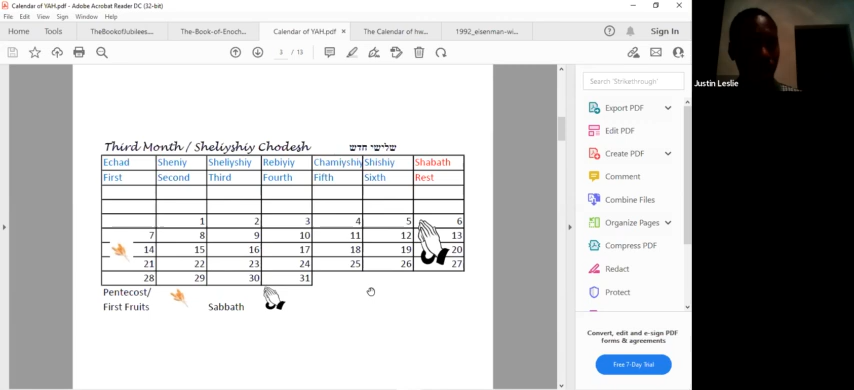 Calendar of YAH.pdf - Adobe Acrobat Reader DC (32-bit)
File Edit View Sign Window Help
Home Tools TheBookofJubilees.... The-Book-of-Enoch... Calendar of YAH.pdf × The Calendar of hw... 1992_eisenman-wi... Sign In
3 / 13
Search 'Strikethrough'
Justin Leslie
Export PDF
Edit PDF
Create PDF
Comment
Combine Files
Organize Pages
Compress PDF
Redact
Protect
Convert, edit and e-sign PDF
forms & agreements
Free 7-Day Trial
Third Month / Sheliyshiy Chodesh שלישי חדש
Echad Sheniy Sheliyshiy Rebiyiy Chamiyshiy Shishiy Shabath
First Second Third Fourth Fifth Sixth Rest
1 2 3 4 5 6
7 8 9 10 11 12 13
14 15 16 17 18 19 20
21 22 23 24 25 26 27
28 29 30 31
Pentecost/
First Fruits Sabbath